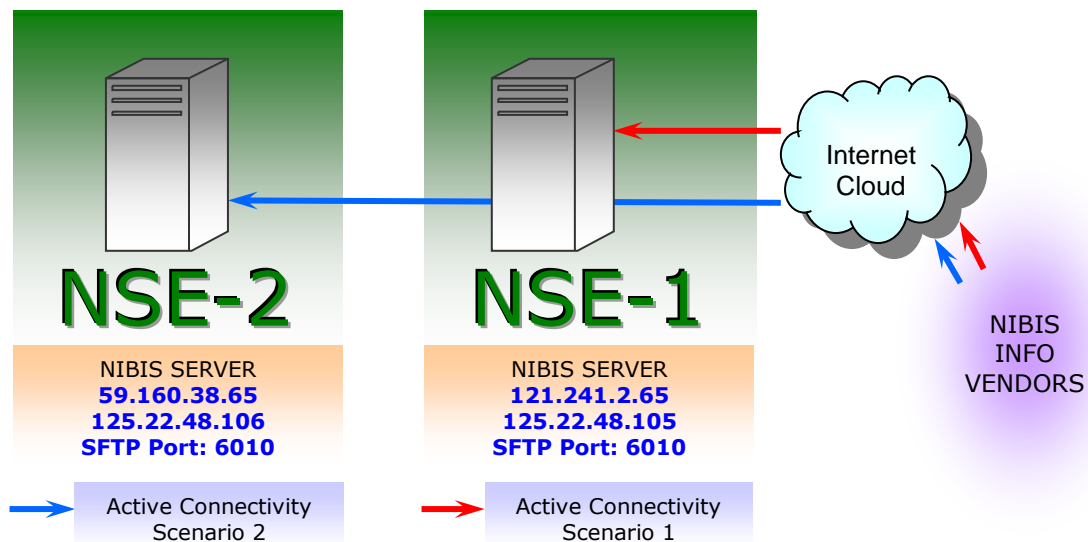 Internet
Cloud
NSE-2
NSE-1
NIBIS
INFO
VENDORS
NIBIS SERVER
59.160.38.65
125.22.48.106
SFTP Port: 6010
NIBIS SERVER
121.241.2.65
125.22.48.105
SFTP Port: 6010
Active Connectivity
Scenario 2
Active Connectivity
Scenario 1